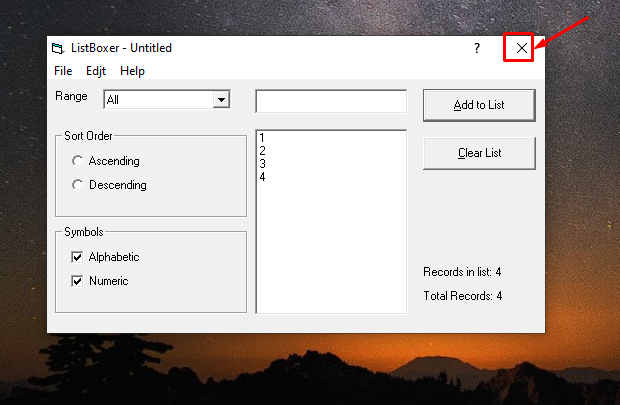 ListBoxer - Untitled
?
File Edjt Help
Range All
Add to List
Sort Order
Ascending
Descending
1
2
3
4
Clear List
Symbols
Alphabetic
Numeric
Records in list: 4
Total Records: 4